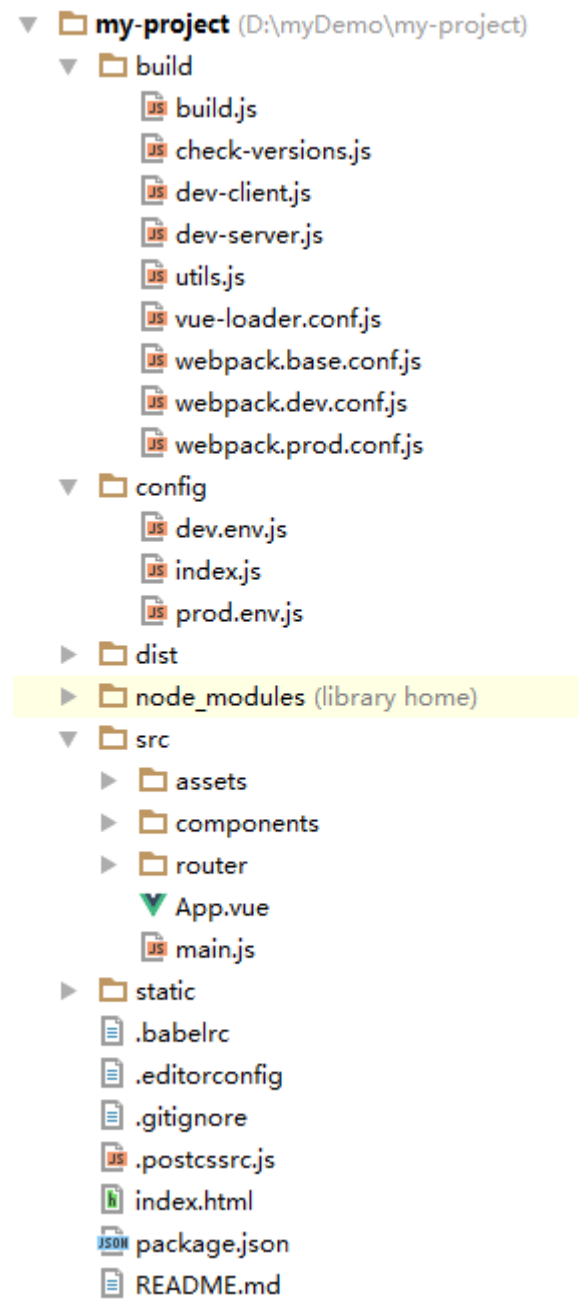 my-project (D:\myDemo\my-project)
build
build.js
check-versions.js
dev-client.js
dev-server.js
utils.js
vue-loader.conf.js
webpack.base.conf.js
webpack.dev.conf.js
webpack.prod.conf.js
config
dev.env.js
index.js
prod.env.js
dist
node_modules (library home)
src
assets
components
router
App.vue
main.js
static
.babelrc
.editorconfig
.gitignore
.postcssrc.js
index.html
package.json
README.md